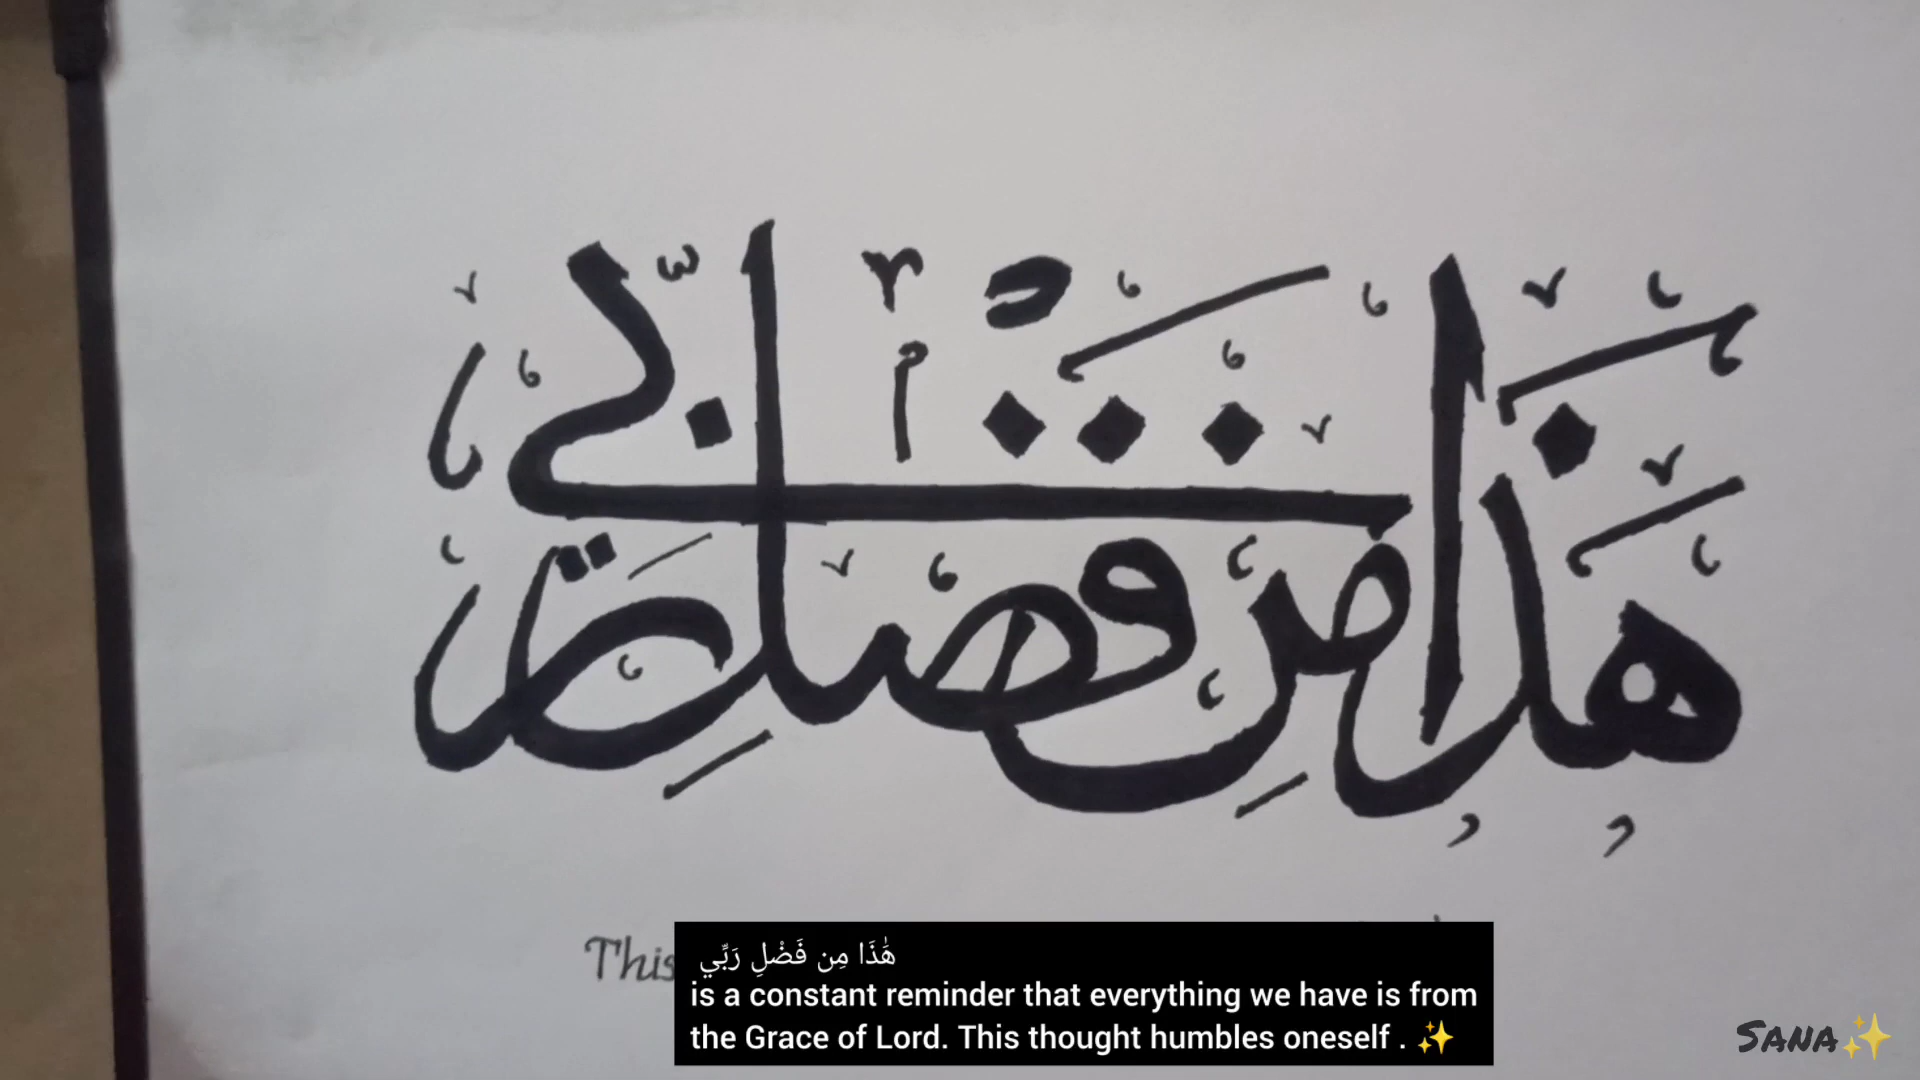 هَذَا مِنْ فَضْلِ رَبِّي
This
هَٰذَا مِن فَضْلِ رَبِّي
is a constant reminder that everything we have is from
the Grace of Lord. This thought humbles oneself . ✨
SANA✨